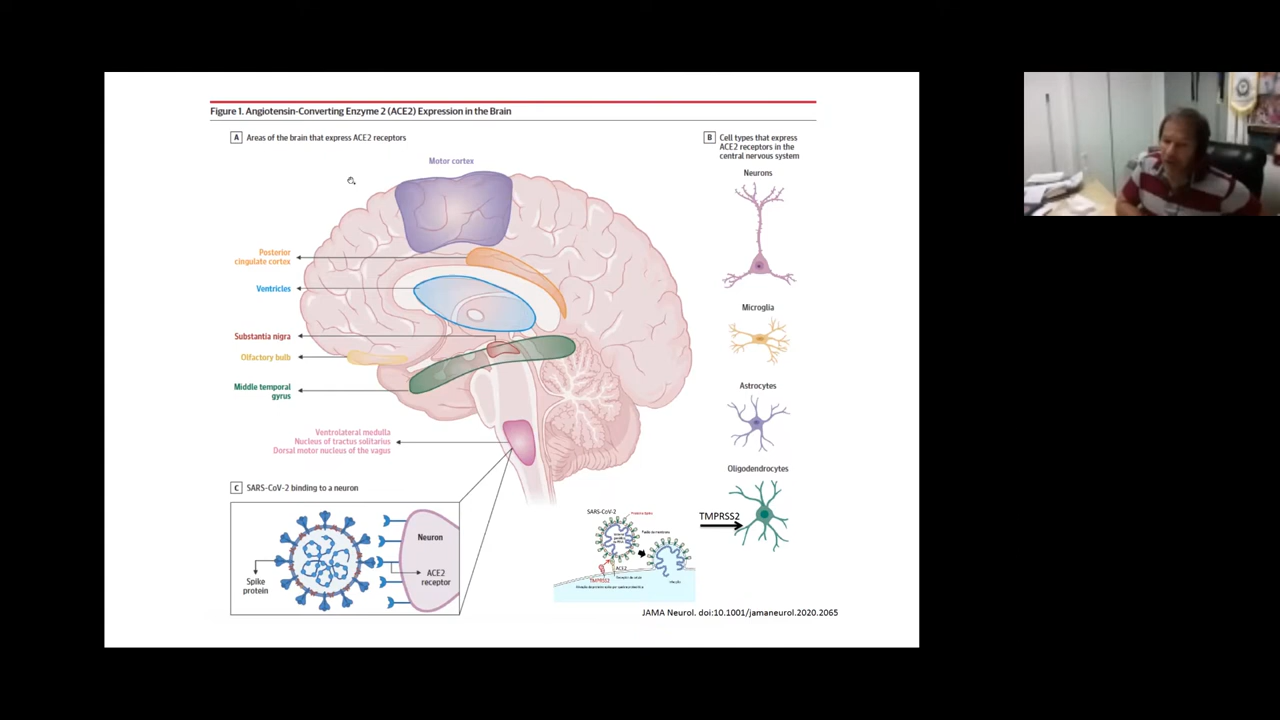 Figure 1. Angiotensin-Converting Enzyme 2 (ACE2) Expression in the Brain
A Areas of the brain that express ACE2 receptors
Motor cortex
Posterior
cingulate cortex
Ventricles
Substantia nigra
Olfactory bulb
Middle temporal
gyrus
Ventrolateral medulla
Nucleus of tractus solitarius
Dorsal motor nucleus of the vagus
B Cell types that express
ACE2 receptors in the
central nervous system
Neurons
Microglia
Astrocytes
Oligodendrocytes
TMPRSS2
C SARS-CoV-2 binding to a neuron
Spike
protein
Neuron
ACE2
receptor
SARS-CoV-2
ACE2
TMPRSS2
JAMA Neurol. doi:10.1001/jamaneurol.2020.2065